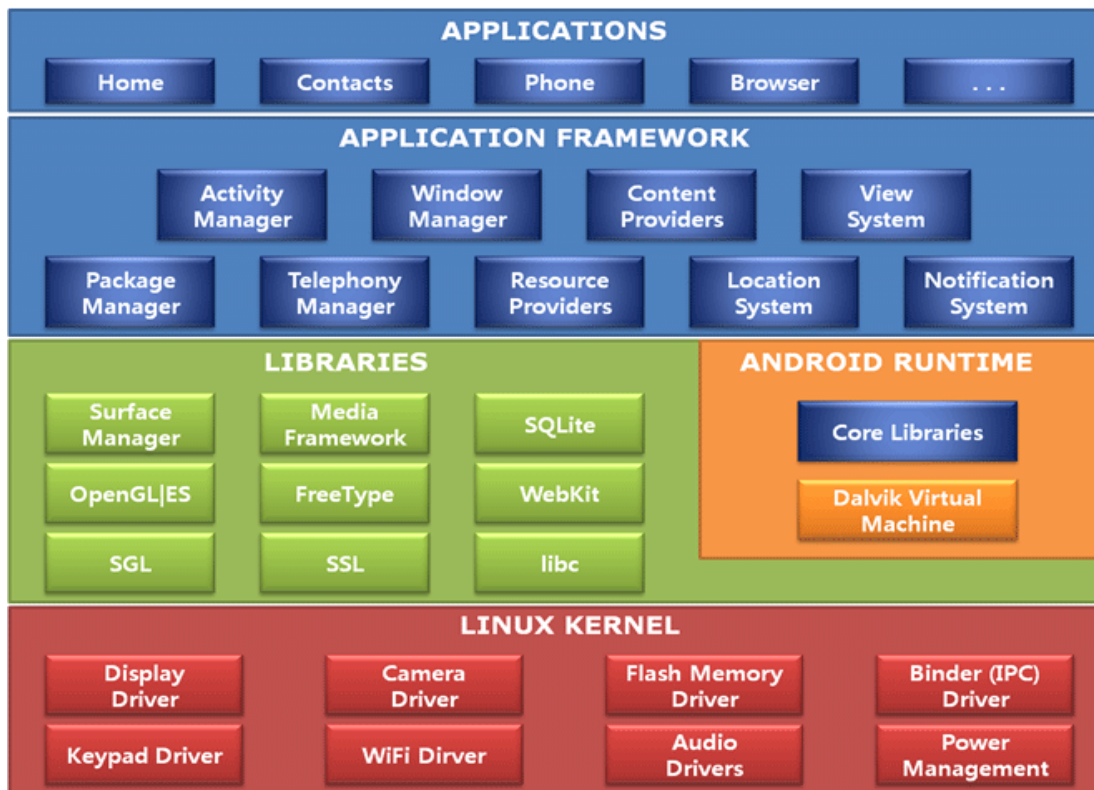 APPLICATIONS
Home
Contacts
Phone
Browser
. . .
APPLICATION FRAMEWORK
Activity
Manager
Window
Manager
Content
Providers
View
System
Package
Manager
Telephony
Manager
Resource
Providers
Location
System
Notification
System
LIBRARIES
Surface
Manager
Media
Framework
SQLite
OpenGL|ES
FreeType
WebKit
SGL
SSL
libc
ANDROID RUNTIME
Core Libraries
Dalvik Virtual
Machine
LINUX KERNEL
Display
Driver
Camera
Driver
Flash Memory
Driver
Binder (IPC)
Driver
Keypad Driver
WiFi Dirver
Audio
Drivers
Power
Management